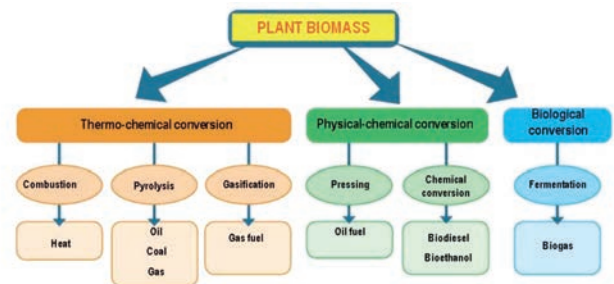 PLANT BIOMASS
Thermo-chemical conversion
Physical-chemical conversion
Biological
conversion
Combustion
Pyrolysis
Gasification
Pressing
Chemical
conversion
Fermentation
Heat
Oil
Coal
Gas
Gas fuel
Oil fuel
Biodiesel
Bioethanol
Biogas